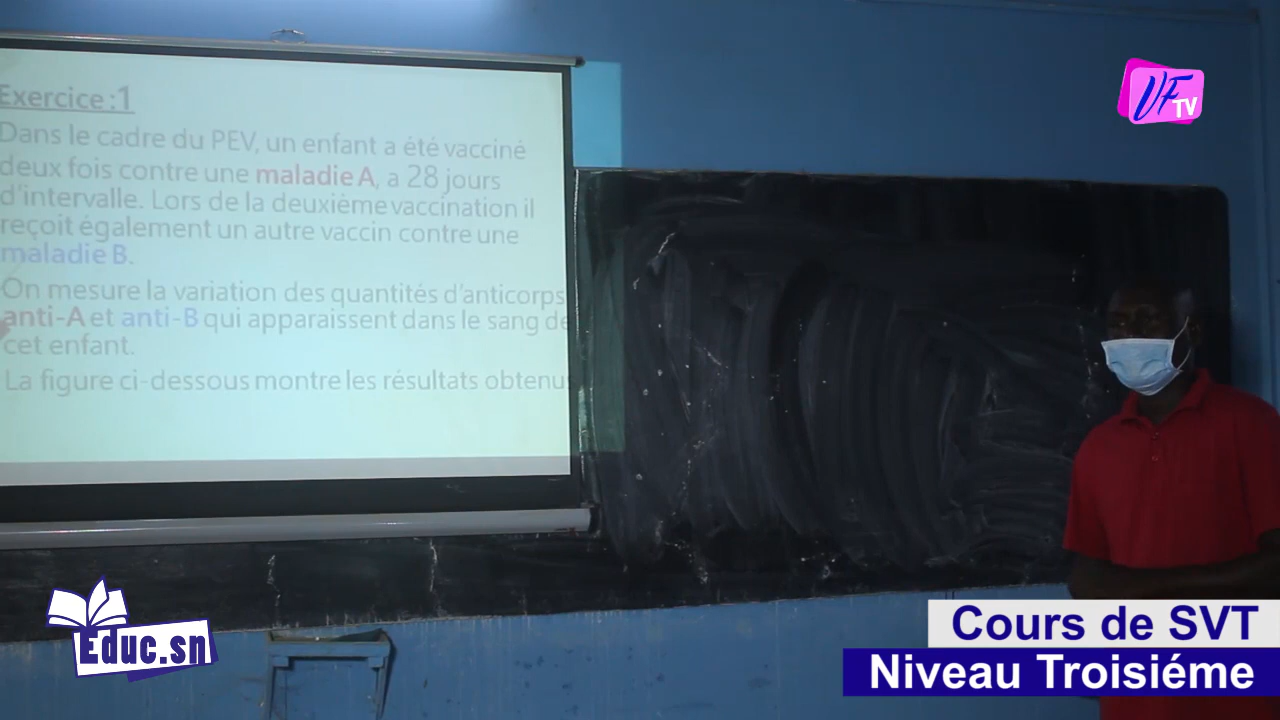 Exercice :1
Dans le cadre du PEV, un enfant a été vacciné
deux fois contre une maladie A, a 28 jours
d'intervalle. Lors de la deuxième vaccination il
reçoit également un autre vaccin contre une
maladie B.
On mesure la variation des quantités d'anticorps
anti-A et anti-B qui apparaissent dans le sang de
cet enfant.
La figure ci-dessous montre les résultats obtenus
VF TV
Educ.sn
Cours de SVT
Niveau Troisiéme